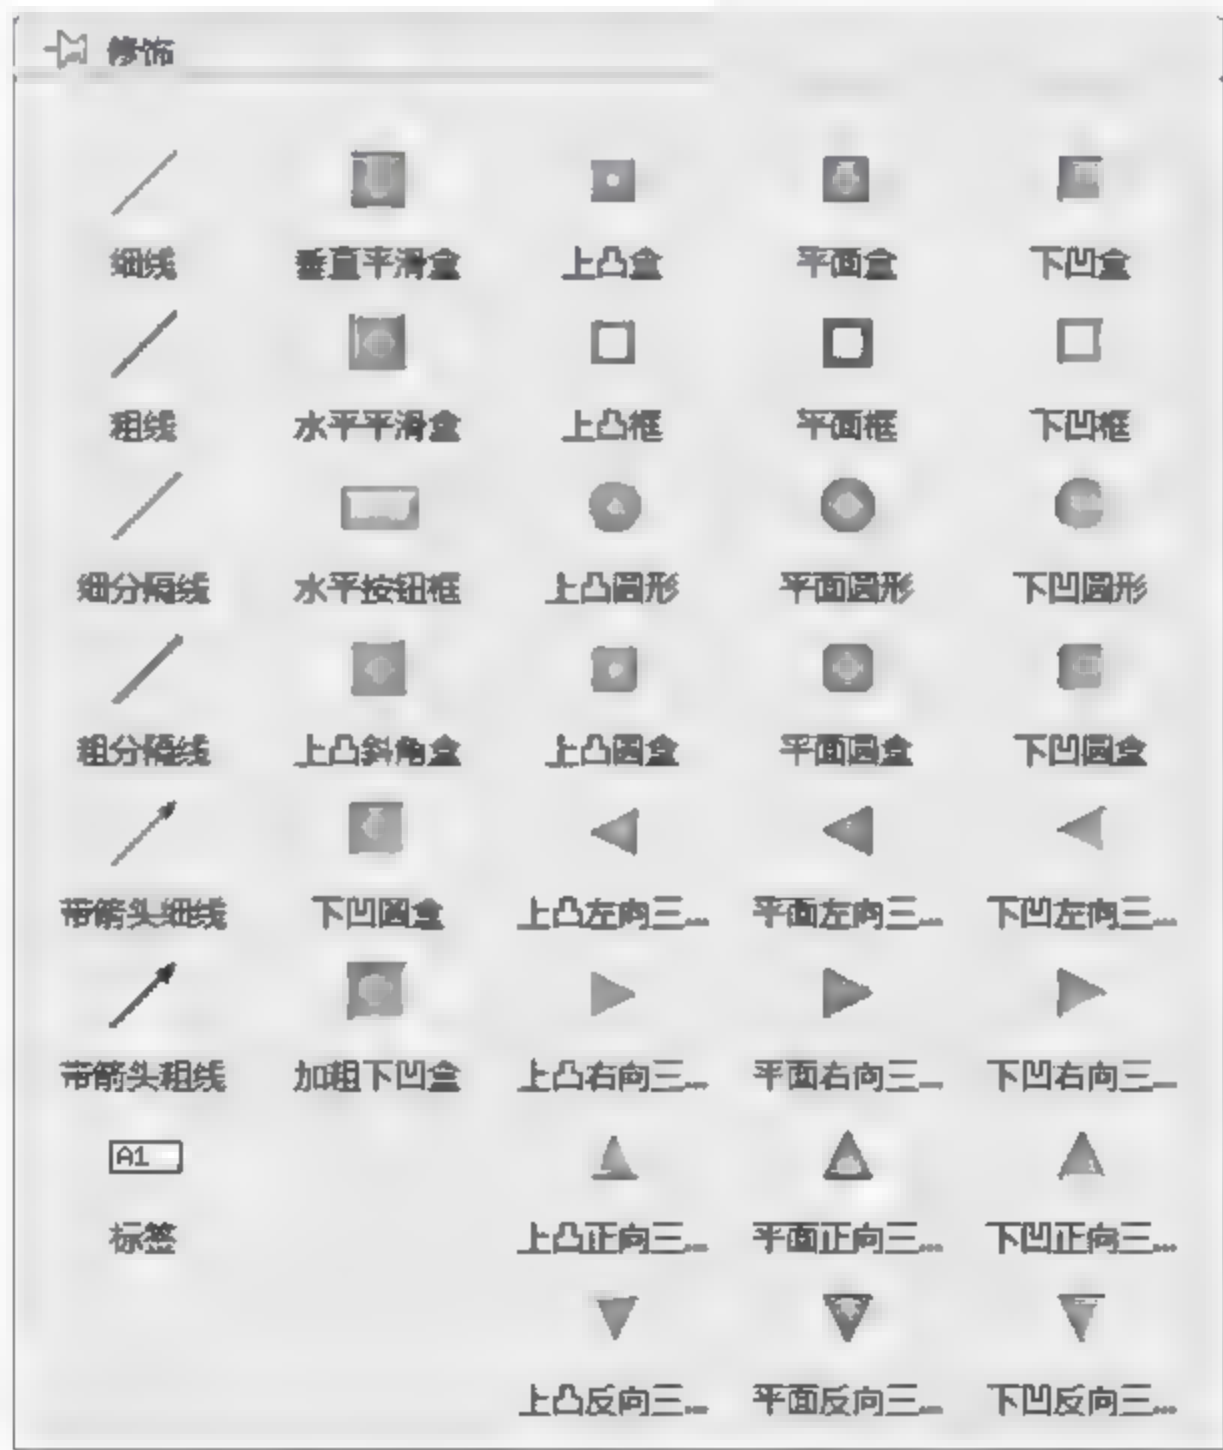 修饰
细线 垂直平滑盒 上凸盒 平面盒 下凹盒
粗线 水平平滑盒 上凸框 平面框 下凹框
细分隔线 水平按钮框 上凸圆形 平面圆形 下凹圆形
粗分隔线 上凸斜角盒 上凸圆盒 平面圆盒 下凹圆盒
带箭头细线 下凹圆盒 上凸左向三... 平面左向三... 下凹左向三...
带箭头粗线 加粗下凹盒 上凸右向三... 平面右向三... 下凹右向三...
A1
标签 上凸正向三... 平面正向三... 下凹正向三...
上凸反向三... 平面反向三... 下凹反向三...